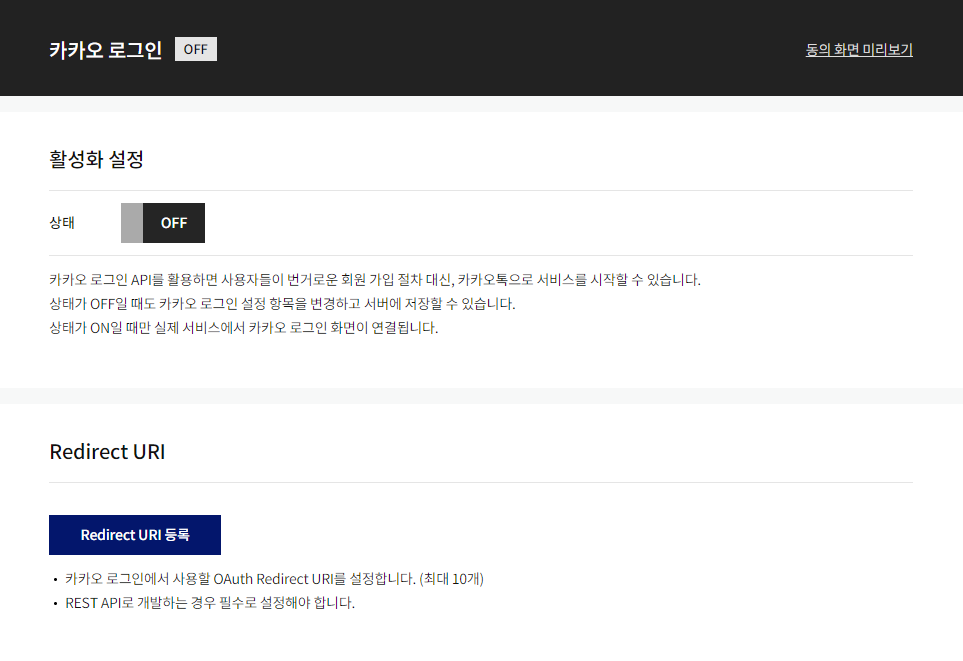 카카오 로그인 OFF 동의 화면 미리보기
활성화 설정
상태 OFF
카카오 로그인 API를 활용하면 사용자들이 번거로운 회원 가입 절차 대신, 카카오톡으로 서비스를 시작할 수 있습니다.
상태가 OFF일 때도 카카오 로그인 설정 항목을 변경하고 서버에 저장할 수 있습니다.
상태가 ON일 때만 실제 서비스에서 카카오 로그인 화면이 연결됩니다.
Redirect URI
Redirect URI 등록
• 카카오 로그인에서 사용할 OAuth Redirect URI를 설정합니다. (최대 10개)
• REST API로 개발하는 경우 필수로 설정해야 합니다.